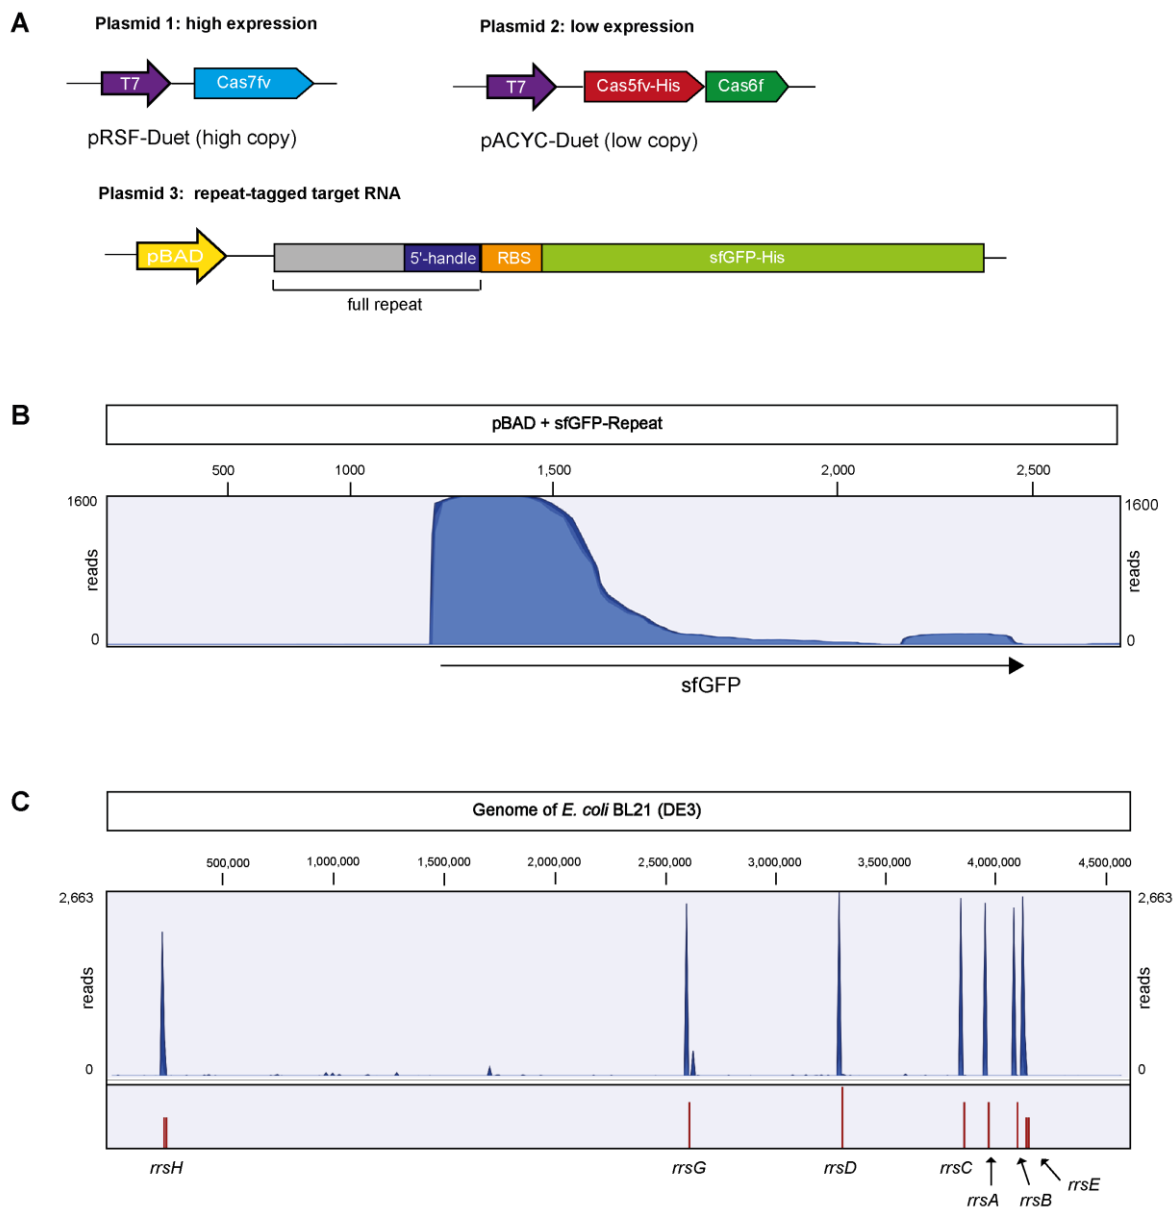 A
Plasmid 1: high expression
Plasmid 2: low expression
T7
Cas7fv
T7
Cas5fv-His
Cas6f
pRSF-Duet (high copy)
pACYC-Duet (low copy)
Plasmid 3: repeat-tagged target RNA
pBAD
5'-handle
RBS
sfGFP-His
full repeat
B
pBAD + sfGFP-Repeat
500 1000 1,500 2,000 2,500
1600
1600
reads
reads
0
0
sfGFP
C
Genome of E. coli BL21 (DE3)
500,000 1,000,000 1,500,000 2,000,000 2,500,000 3,000,000 3,500,000 4,000,000 4,500,000
2,663
2,663
reads
reads
0
0
rrsH
rrsG
rrsD
rrsC
rrsA
rrsB
rrsE